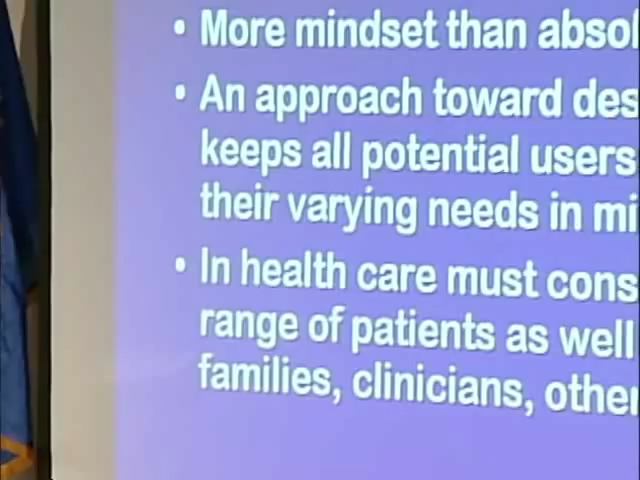 • More mindset than absol
• An approach toward des
keeps all potential users
their varying needs in mi
• In health care must cons
range of patients as well
families, clinicians, other